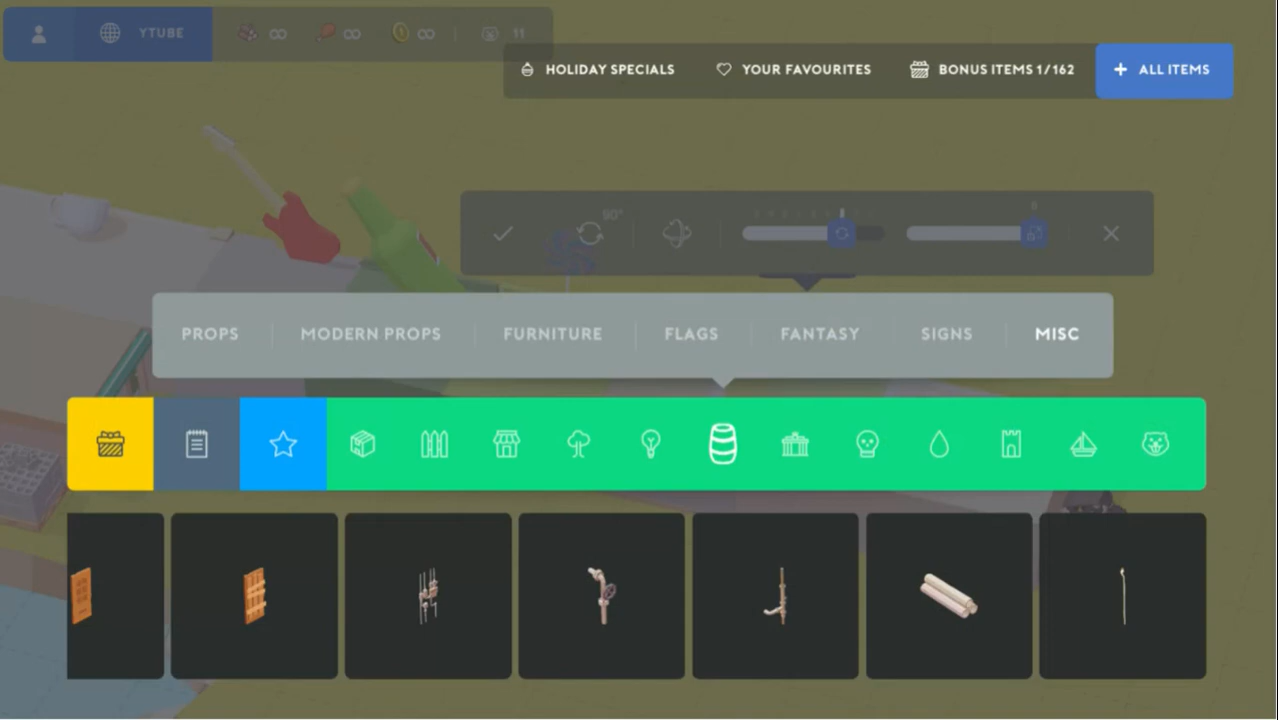 YTUBE
∞ ∞ ∞ 11
HOLIDAY SPECIALS YOUR FAVOURITES BONUS ITEMS 1/162 + ALL ITEMS
90°
PROPS MODERN PROPS FURNITURE FLAGS FANTASY SIGNS MISC